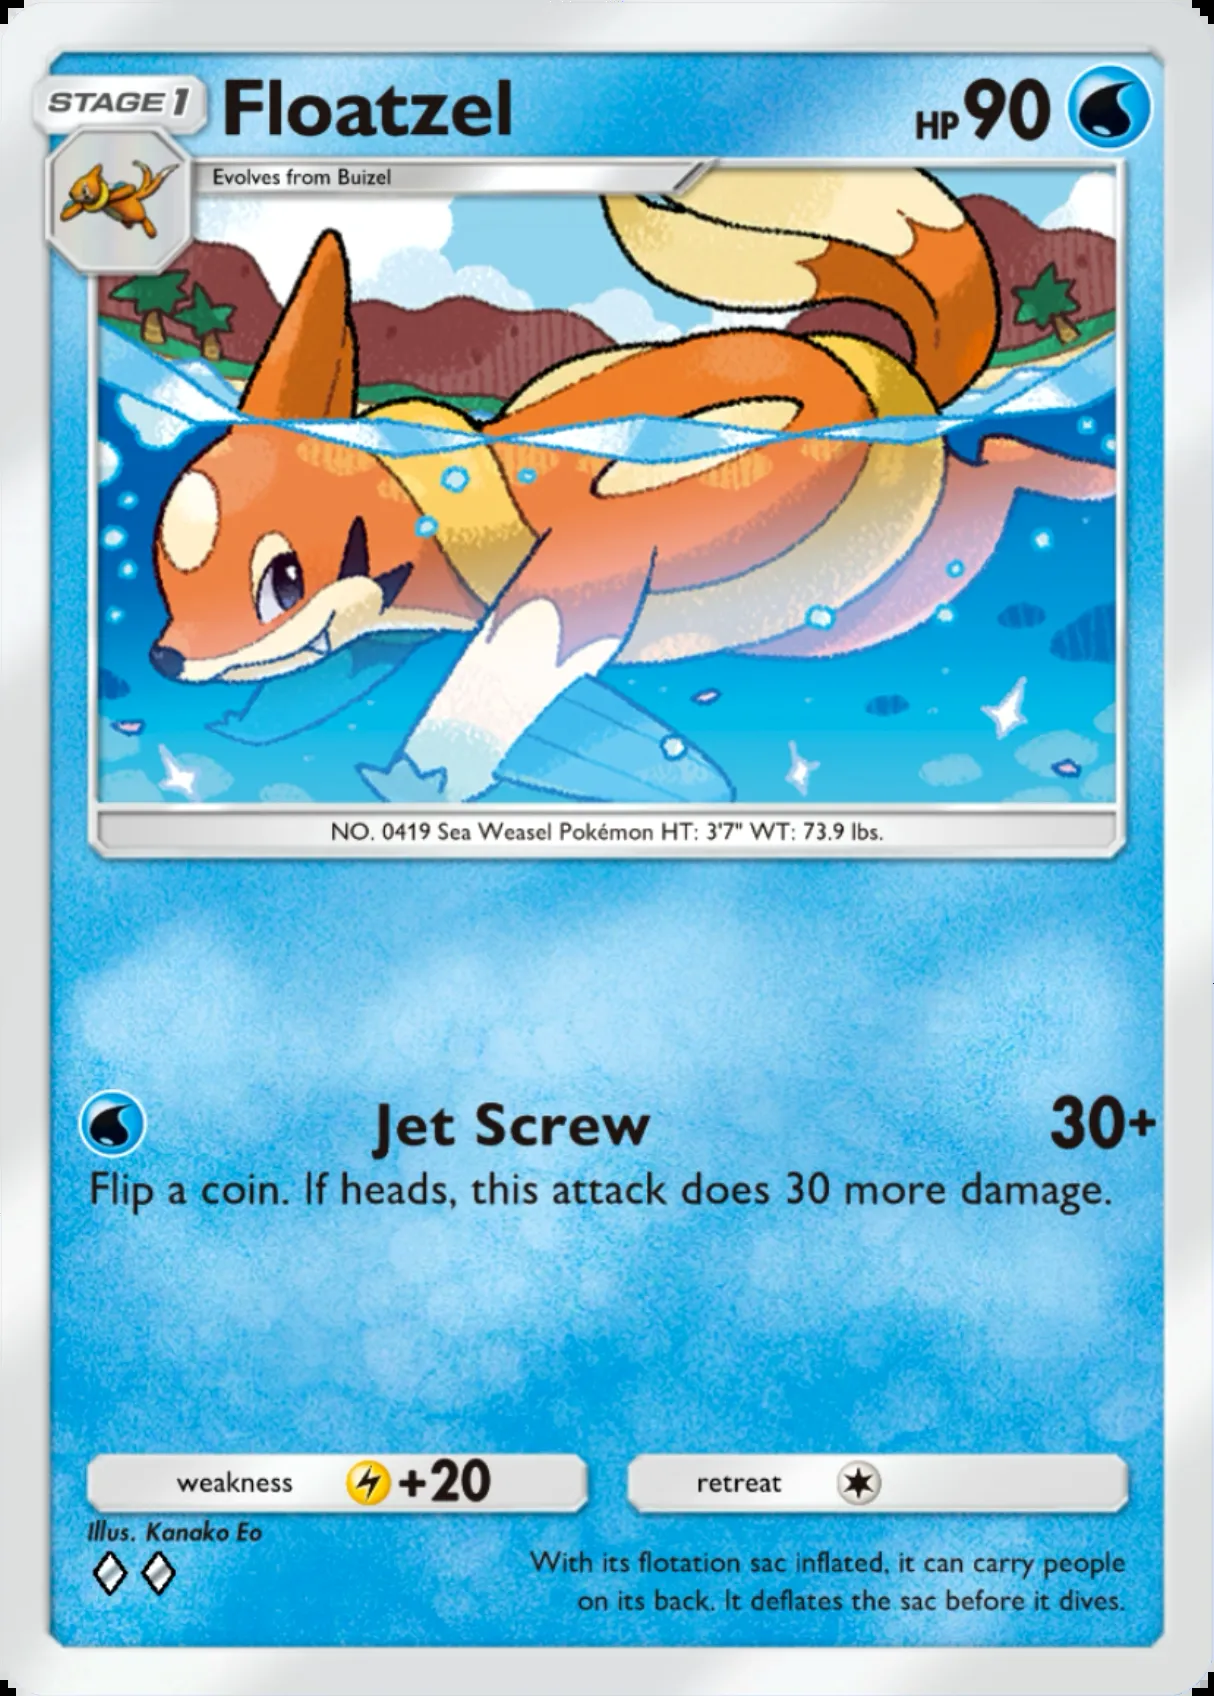 STAGE 1
Floatzel
HP 90
Evolves from Buizel
NO. 0419 Sea Weasel Pokémon HT: 3'7" WT: 73.9 lbs.
Jet Screw 30+
Flip a coin. If heads, this attack does 30 more damage.
weakness +20
retreat
Illus. Kanako Eo
With its flotation sac inflated, it can carry people
on its back. It deflates the sac before it dives.